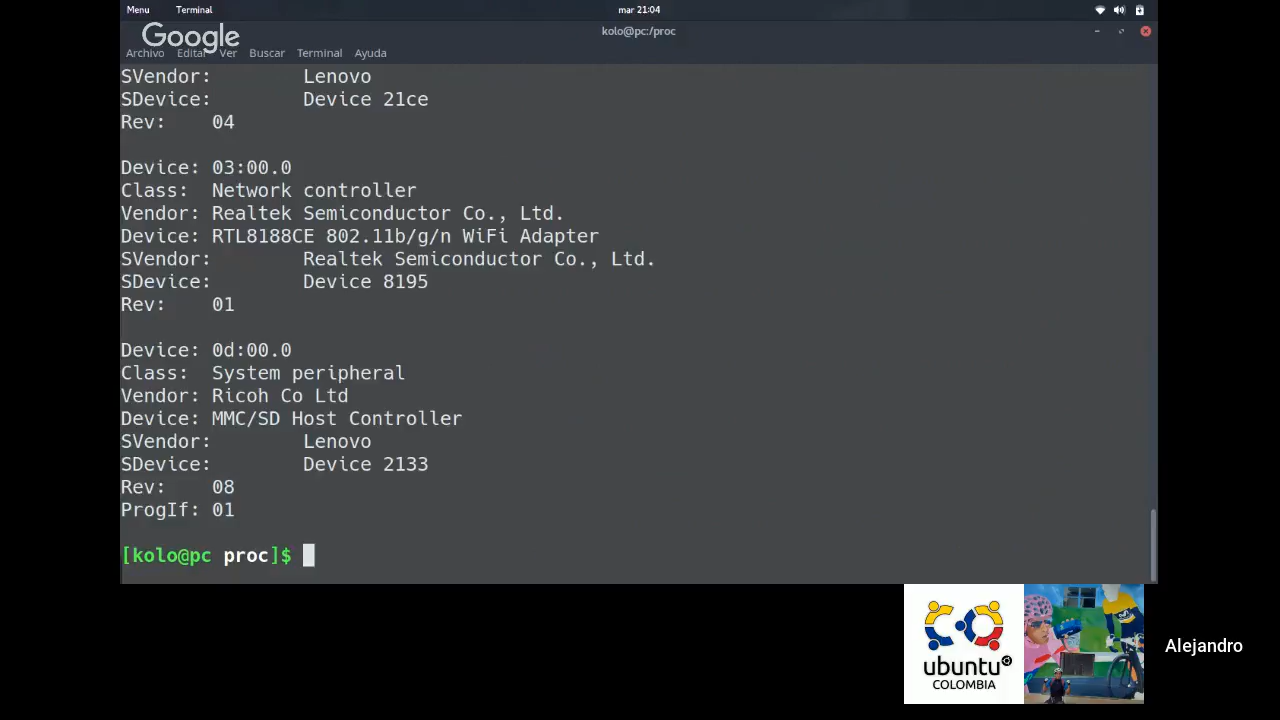 Menu Terminal mar 21:04
Google kolo@pc:/proc
Archivo Editar Ver Buscar Terminal Ayuda
SVendor: Lenovo
SDevice: Device 21ce
Rev: 04
Device: 03:00.0
Class: Network controller
Vendor: Realtek Semiconductor Co., Ltd.
Device: RTL8188CE 802.11b/g/n WiFi Adapter
SVendor: Realtek Semiconductor Co., Ltd.
SDevice: Device 8195
Rev: 01
Device: 0d:00.0
Class: System peripheral
Vendor: Ricoh Co Ltd
Device: MMC/SD Host Controller
SVendor: Lenovo
SDevice: Device 2133
Rev: 08
ProgIf: 01
[kolo@pc proc]$
ubuntu
COLOMBIA
Alejandro